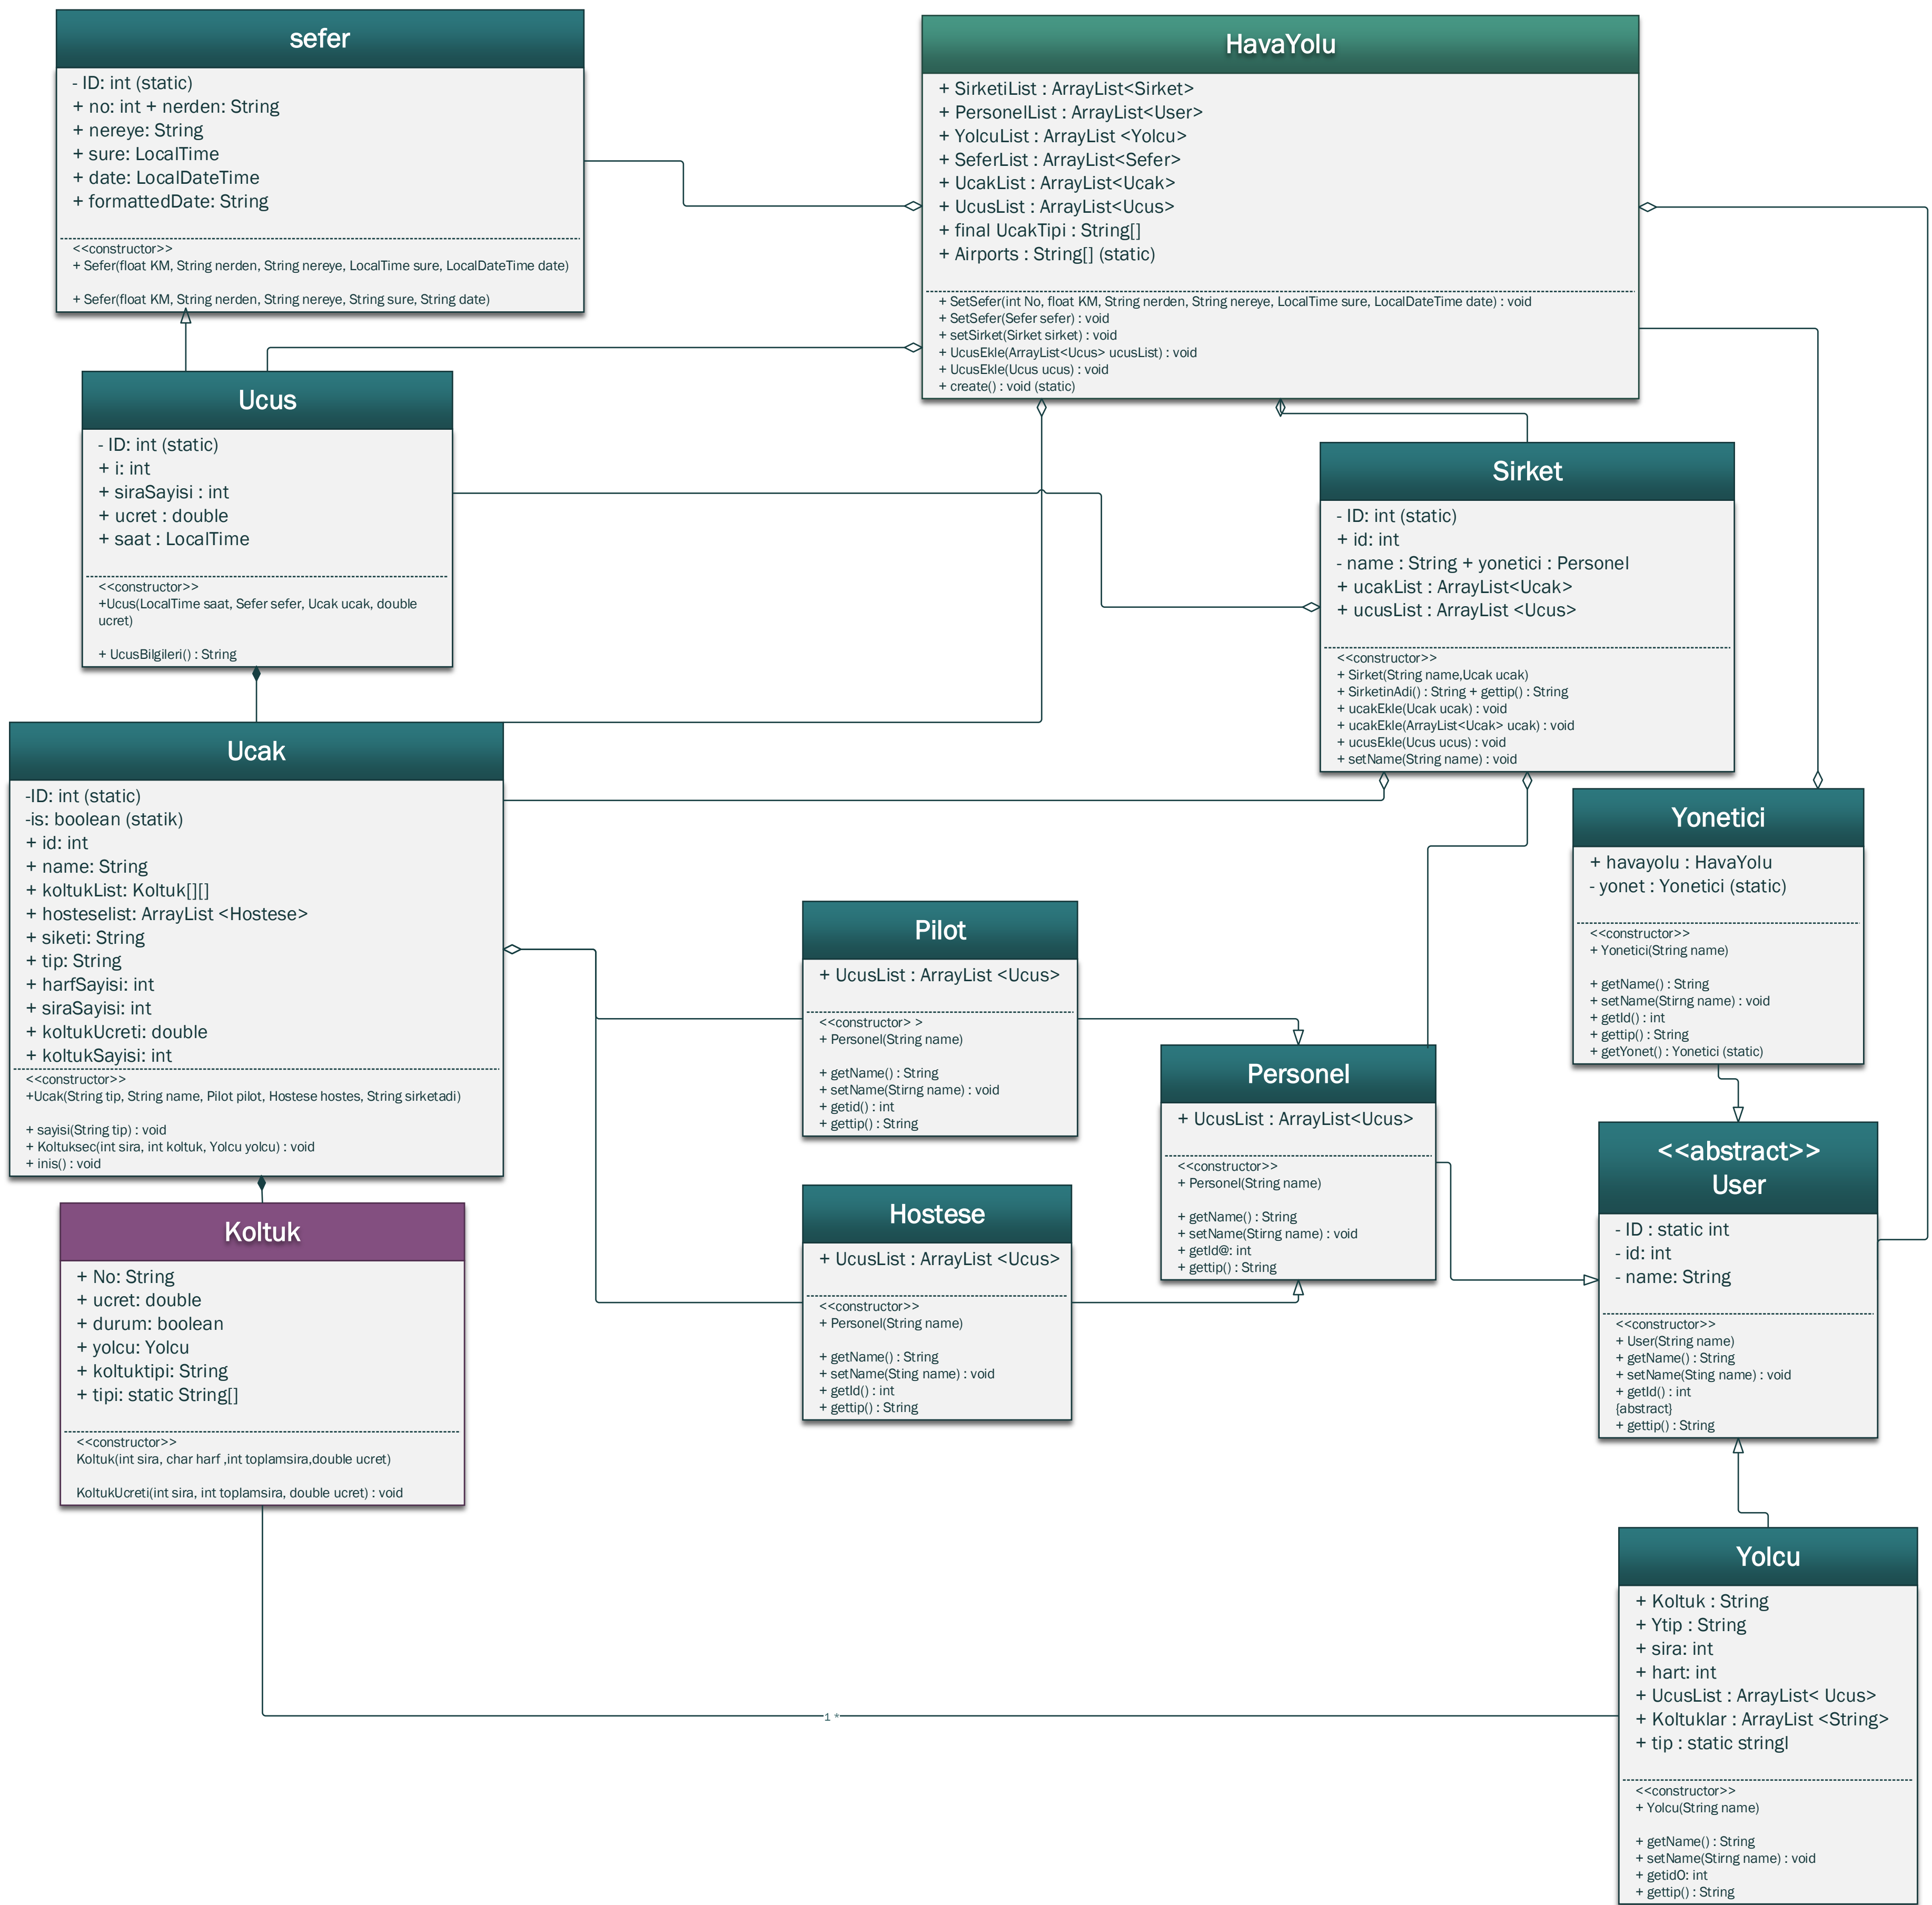 sefer
- ID: int (static)
+ no: int + nerden: String
+ nereye: String
+ sure: LocalTime
+ date: LocalDateTime
+ formattedDate: String
<<constructor>>
+ Sefer(float KM, String nerden, String nereye, LocalTime sure, LocalDateTime date)
+ Sefer(float KM, String nerden, String nereye, String sure, String date)
HavaYolu
+ SirketiList : ArrayList<Sirket>
+ PersonelList : ArrayList<User>
+ YolcuList : ArrayList <Yolcu>
+ SeferList : ArrayList<Sefer>
+ UcakList : ArrayList<Ucak>
+ UcusList : ArrayList<Ucus>
+ final UcakTipi : String[]
+ Airports : String[] (static)
+ SetSefer(int No, float KM, String nerden, String nereye, LocalTime sure, LocalDateTime date) : void
+ SetSefer(Sefer sefer) : void
+ setSirket(Sirket sirket) : void
+ UcusEkle(ArrayList<Ucus> ucusList) : void
+ UcusEkle(Ucus ucus) : void
+ create() : void (static)
Ucus
- ID: int (static)
+ i: int
+ siraSayisi : int
+ ucret : double
+ saat : LocalTime
<<constructor>>
+Ucus(LocalTime saat, Sefer sefer, Ucak ucak, double
ucret)
+ UcusBilgileri() : String
Sirket
- ID: int (static)
+ id: int
- name : String + yonetici : Personel
+ ucakList : ArrayList<Ucak>
+ ucusList : ArrayList <Ucus>
<<constructor>>
+ Sirket(String name,Ucak ucak)
+ SirketinAdi() : String + gettip() : String
+ ucakEkle(Ucak ucak) : void
+ ucakEkle(ArrayList<Ucak> ucak) : void
+ ucusEkle(Ucus ucus) : void
+ setName(String name) : void
Ucak
-ID: int (static)
-is: boolean (statik)
+ id: int
+ name: String
+ koltukList: Koltuk[][]
+ hosteselist: ArrayList <Hostese>
+ siketi: String
+ tip: String
+ harfSayisi: int
+ siraSayisi: int
+ koltukUcreti: double
+ koltukSayisi: int
<<constructor>>
+Ucak(String tip, String name, Pilot pilot, Hostese hostes, String sirketadi)
+ sayisi(String tip) : void
+ Koltuksec(int sira, int koltuk, Yolcu yolcu) : void
+ inis() : void
Yonetici
+ havayolu : HavaYolu
- yonet : Yonetici (static)
<<constructor>>
+ Yonetici(String name)
+ getName() : String
+ setName(Stirng name) : void
+ getId() : int
+ gettip() : String
+ getYonet() : Yonetici (static)
Pilot
+ UcusList : ArrayList <Ucus>
<<constructor> >
+ Personel(String name)
+ getName() : String
+ setName(Stirng name) : void
+ getid() : int
+ gettip() : String
Personel
+ UcusList : ArrayList<Ucus>
<<constructor>>
+ Personel(String name)
+ getName() : String
+ setName(Stirng name) : void
+ getId@: int
+ gettip() : String
<<abstract>>
User
- ID : static int
- id: int
- name: String
<<constructor>>
+ User(String name)
+ getName() : String
+ setName(Sting name) : void
+ getId() : int
{abstract}
+ gettip() : String
Hostese
+ UcusList : ArrayList <Ucus>
<<constructor>>
+ Personel(String name)
+ getName() : String
+ setName(Sting name) : void
+ getId() : int
+ gettip() : String
Koltuk
+ No: String
+ ucret: double
+ durum: boolean
+ yolcu: Yolcu
+ koltuktipi: String
+ tipi: static String[]
<<constructor>>
Koltuk(int sira, char harf ,int toplamsira,double ucret)
KoltukUcreti(int sira, int toplamsira, double ucret) : void
1 *
Yolcu
+ Koltuk : String
+ Ytip : String
+ sira: int
+ hart: int
+ UcusList : ArrayList< Ucus>
+ Koltuklar : ArrayList <String>
+ tip : static stringl
<<constructor>>
+ Yolcu(String name)
+ getName() : String
+ setName(Stirng name) : void
+ getidO: int
+ gettip() : String